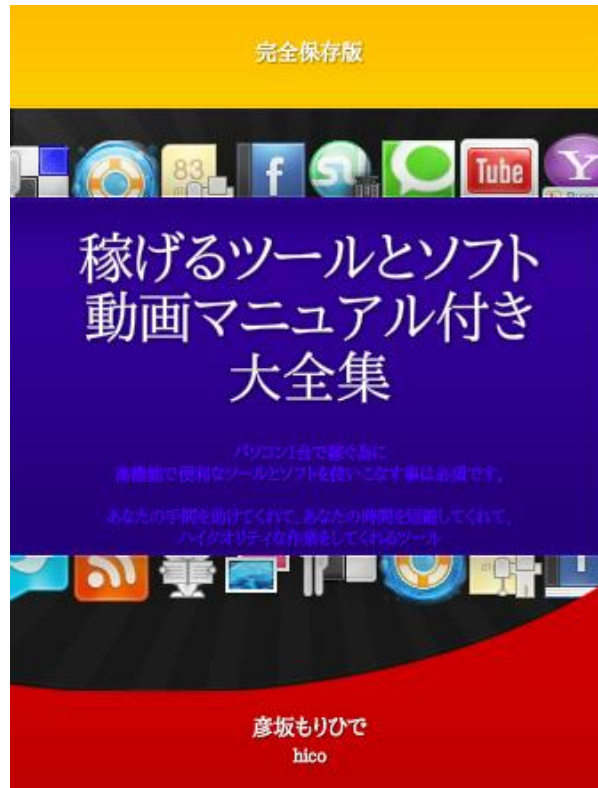 完全保存版
83
f
Tube
Y
稼げるツールとソフト
動画マニュアル付き
大全集
パソコン1台で稼ぐ為に
高機能で便利なツールとソフトを使いこなす事は必須です。
あなたの手間を助けてくれて、あなたの時間を短縮してくれて、
ハイクオリティな作業をしてくれるツール
彦坂もりひで
hico